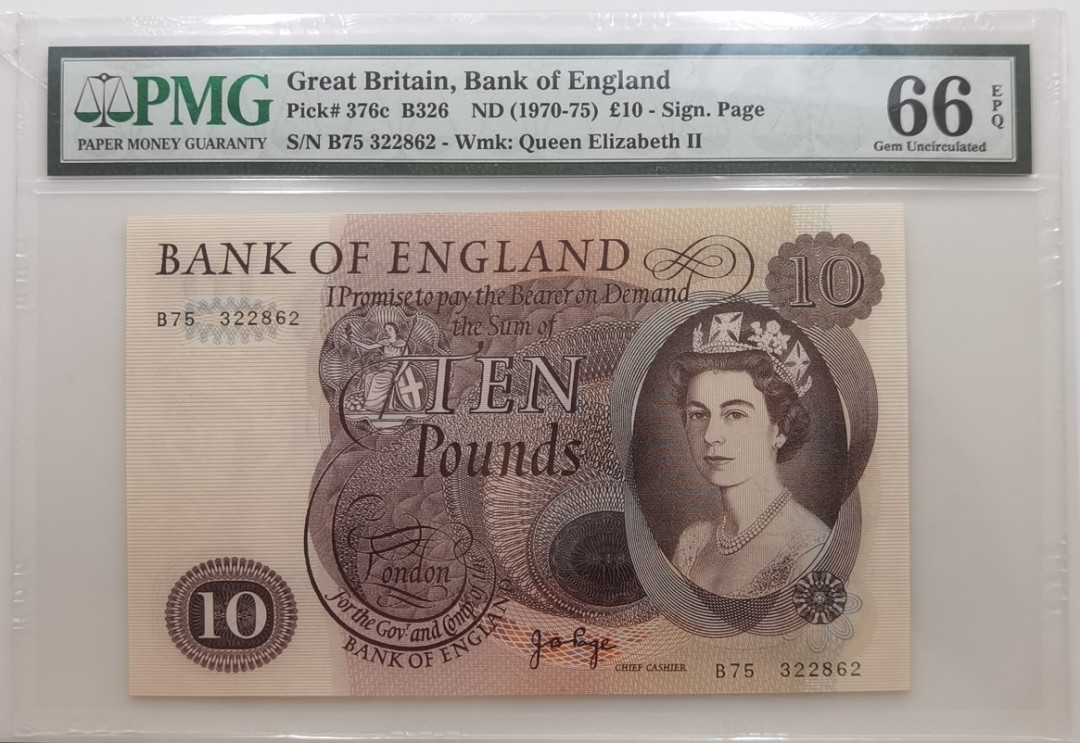 PMG
PAPER MONEY GUARANTY
Great Britain, Bank of England
Pick# 376c B326 ND (1970-75) £10 - Sign. Page
S/N B75 322862 - Wmk: Queen Elizabeth II
66
EPQ
Gem Uncirculated
BANK OF ENGLAND
10
I Promise to pay the Bearer on Demand
B75 322862
the Sum of
TEN
Pounds
London
10
for the Govr. and Compa. of the
BANK OF ENGLAND
J B Page
CHIEF CASHIER
B75 322862